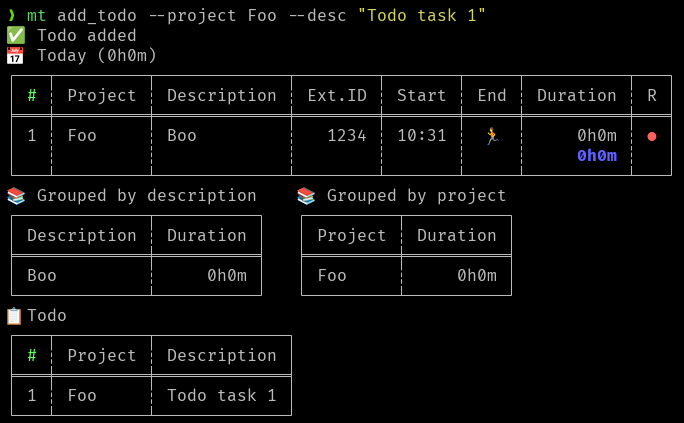 ❱ mt add_todo --project Foo --desc "Todo task 1"
✅ Todo added
📅 Today (0h0m)
# Project Description Ext.ID Start End Duration R
1 Foo Boo 1234 10:31 🏃 0h0m ●
0h0m
📚 Grouped by description 📚 Grouped by project
Description Duration Project Duration
Boo 0h0m Foo 0h0m
📋 Todo
# Project Description
1 Foo Todo task 1